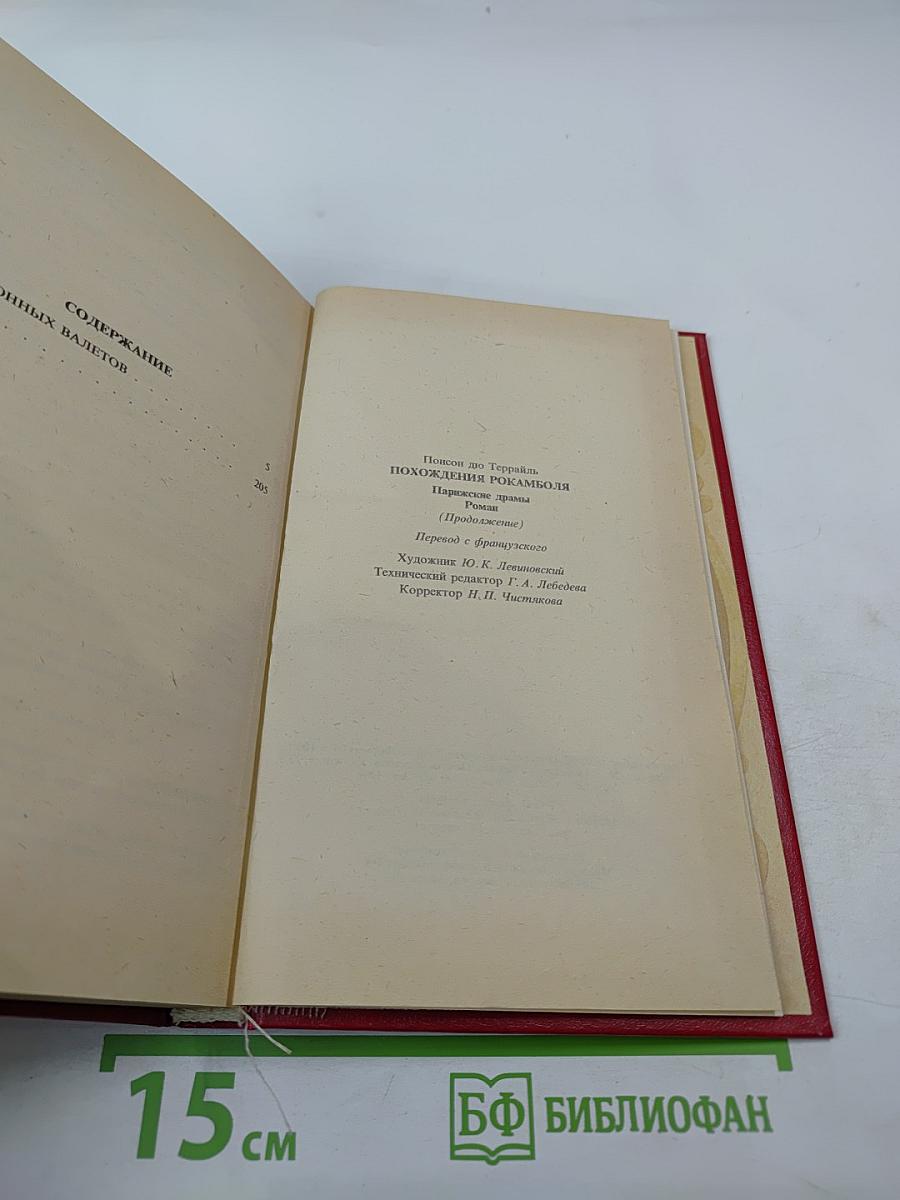 СОДЕРЖАНИЕ
ВАЛЕТОВ
5
205
Понсон дю Террайль
ПОХОЖДЕНИЯ РОКАМБОЛЯ
Парижские драмы
Роман
(Продолжение)
Перевод с французского
Художник Ю. К. Левиновский
Технический редактор Г. А. Лебедева
Корректор Н. П. Чистякова
15 см
БФ БИБЛИОФАН